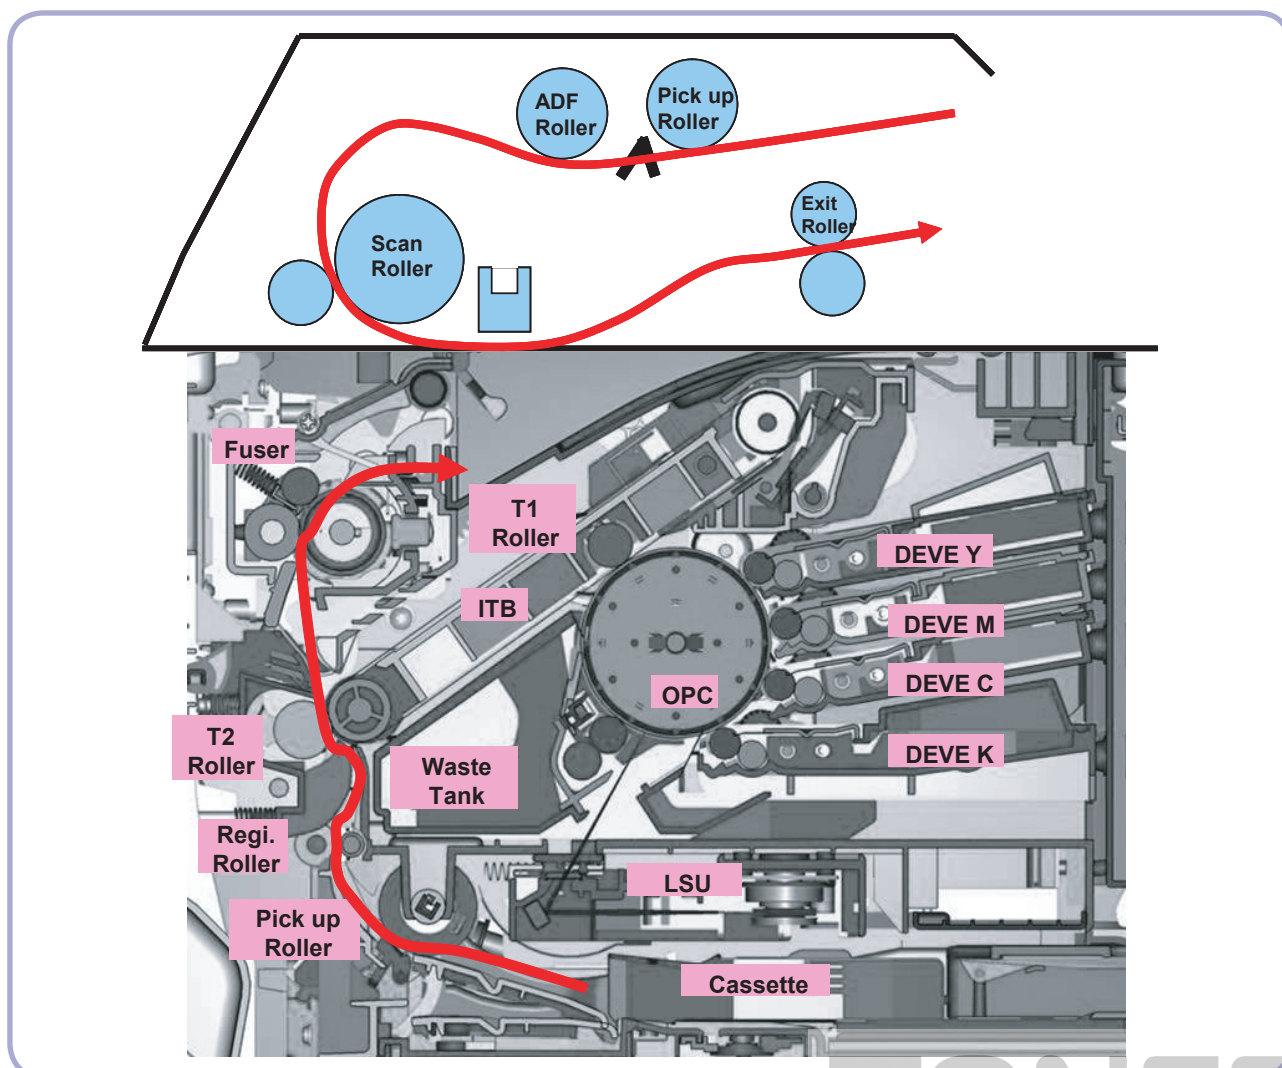 ADF
Roller
Pick up
Roller
Exit
Roller
Scan
Roller
Fuser
T1
Roller
DEVE Y
ITB
DEVE M
DEVE C
OPC
T2
Roller
Waste
Tank
DEVE K
Regi.
Roller
LSU
Pick up
Roller
Cassette